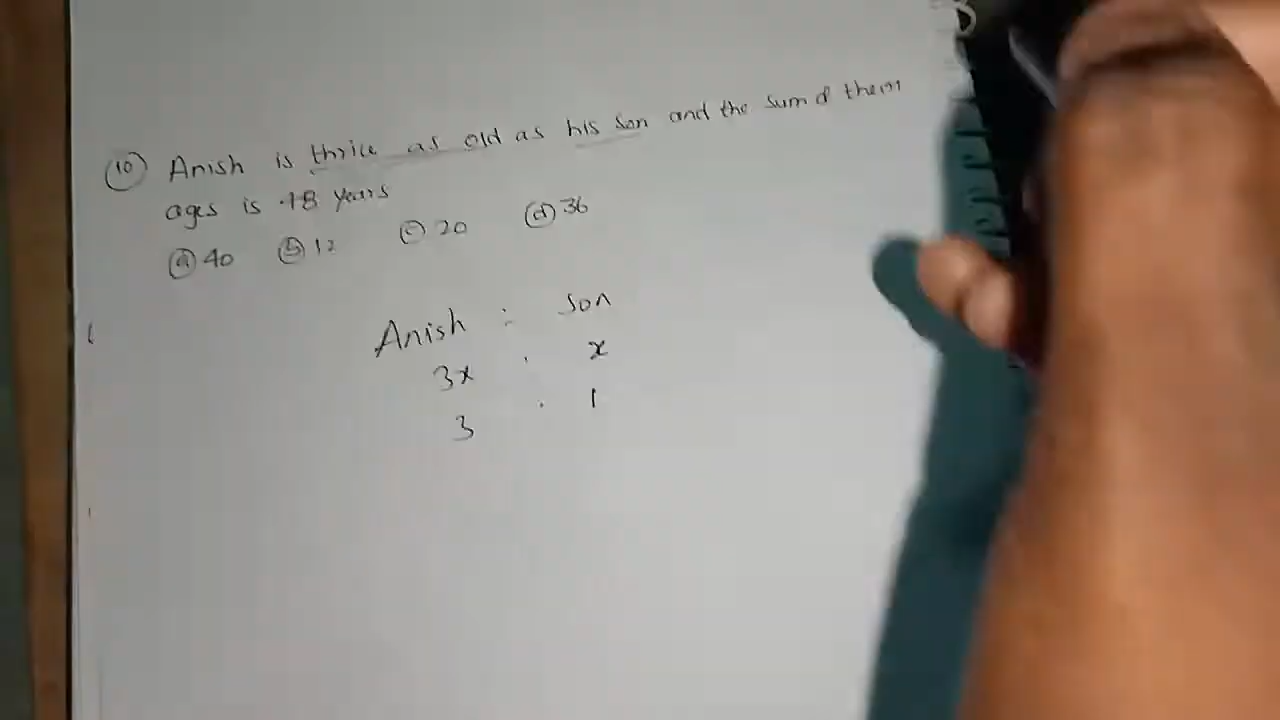 (10) Anish is thrice as old as his son and the sum of them
ages is 48 years
(a) 40 (b) 12 (c) 20 (d) 36
Anish : Son
3x : x
3 : 1